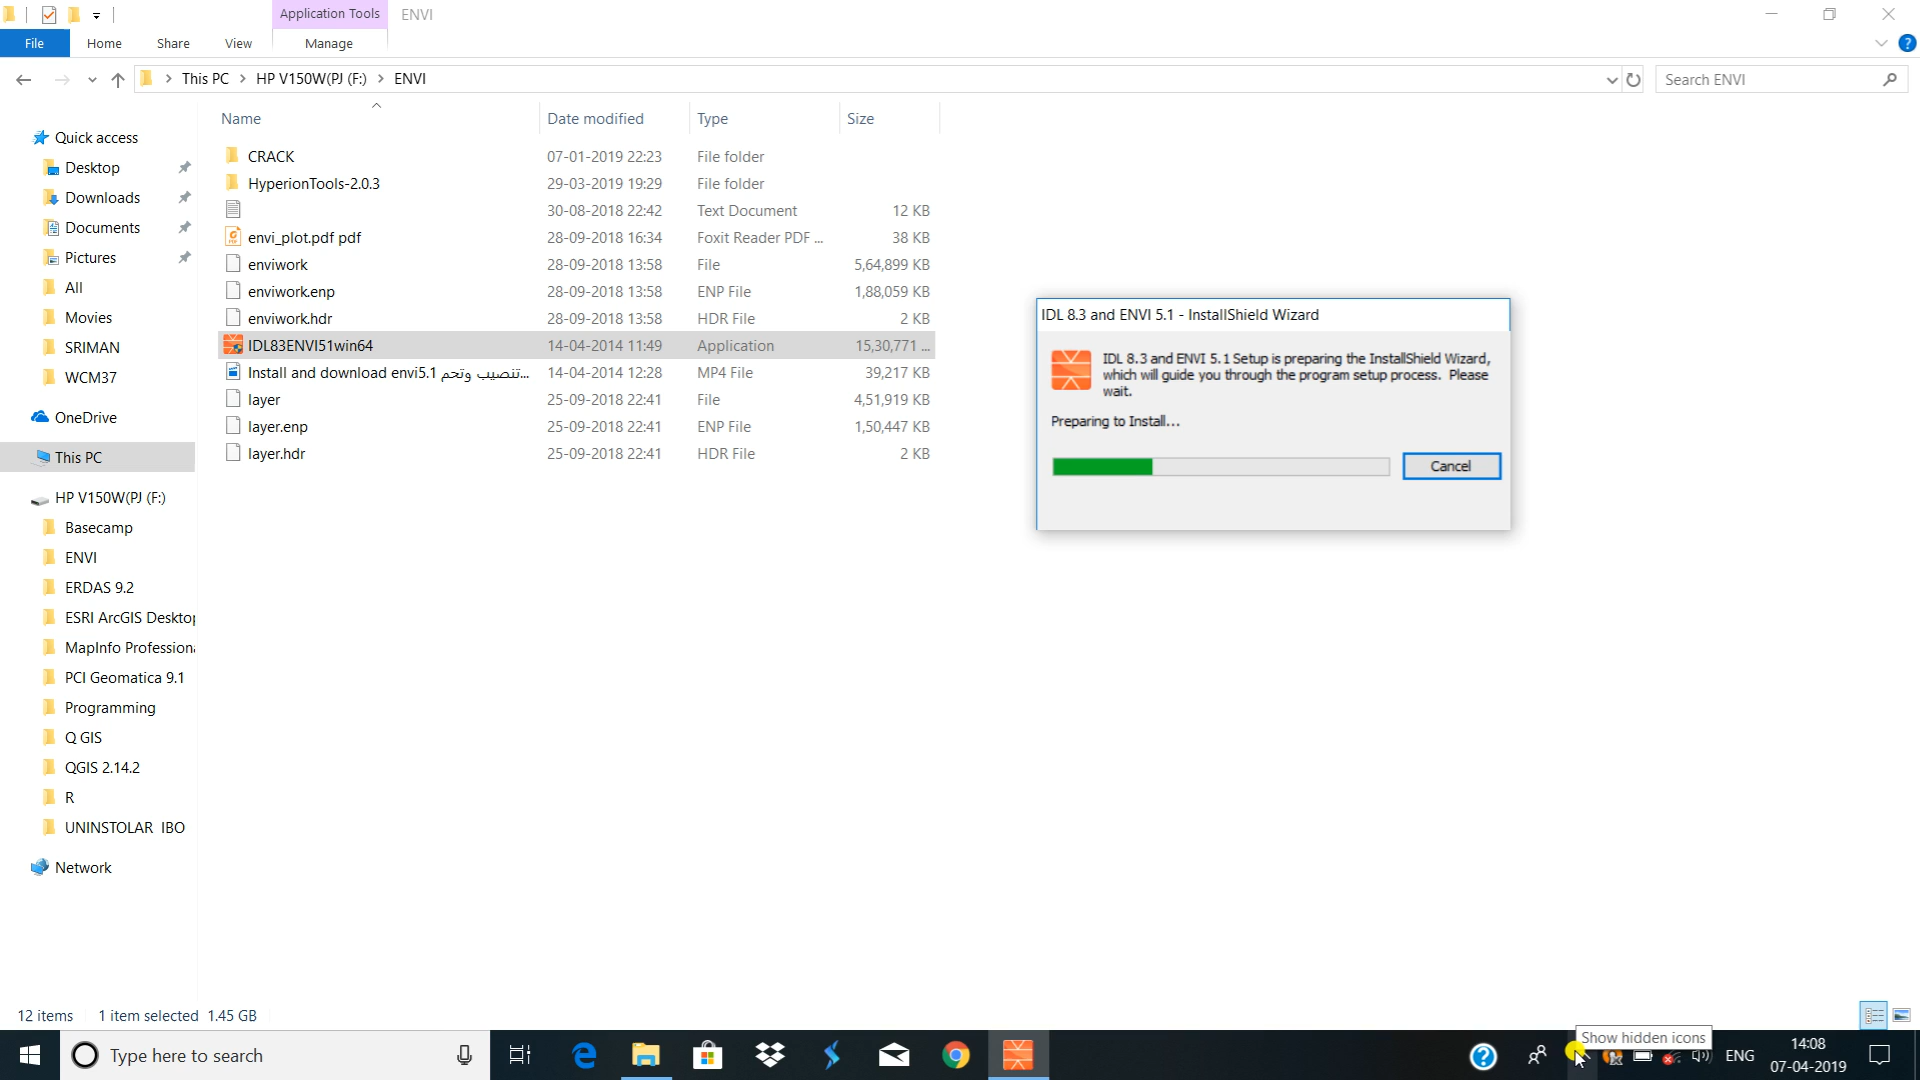 Application Tools ENVI
File Home Share View Manage
This PC HP V150W(PJ (F:) ENVI
Search ENVI
Name Date modified Type Size
CRACK 07-01-2019 22:23 File folder
HyperionTools-2.0.3 29-03-2019 19:29 File folder
30-08-2018 22:42 Text Document 12 KB
envi_plot.pdf pdf 28-09-2018 16:34 Foxit Reader PDF ... 38 KB
enviwork 28-09-2018 13:58 File 5,64,899 KB
enviwork.enp 28-09-2018 13:58 ENP File 1,88,059 KB
enviwork.hdr 28-09-2018 13:58 HDR File 2 KB
IDL83ENVI51win64 14-04-2014 11:49 Application 15,30,771 ...
Install and download envi5.1 تنصيب وتحم... 14-04-2014 12:28 MP4 File 39,217 KB
layer 25-09-2018 22:41 File 4,51,919 KB
layer.enp 25-09-2018 22:41 ENP File 1,50,447 KB
layer.hdr 25-09-2018 22:41 HDR File 2 KB
Quick access
Desktop
Downloads
Documents
Pictures
All
Movies
SRIMAN
WCM37
OneDrive
This PC
HP V150W(PJ (F:)
Basecamp
ENVI
ERDAS 9.2
ESRI ArcGIS Desktop
MapInfo Profession
PCI Geomatica 9.1
Programming
Q GIS
QGIS 2.14.2
R
UNINSTOLAR IBO
Network
IDL 8.3 and ENVI 5.1 - InstallShield Wizard
IDL 8.3 and ENVI 5.1 Setup is preparing the InstallShield Wizard,
which will guide you through the program setup process. Please
wait.
Preparing to Install...
Cancel
12 items 1 item selected 1.45 GB
Show hidden icons
Type here to search
ENG
14:08
07-04-2019